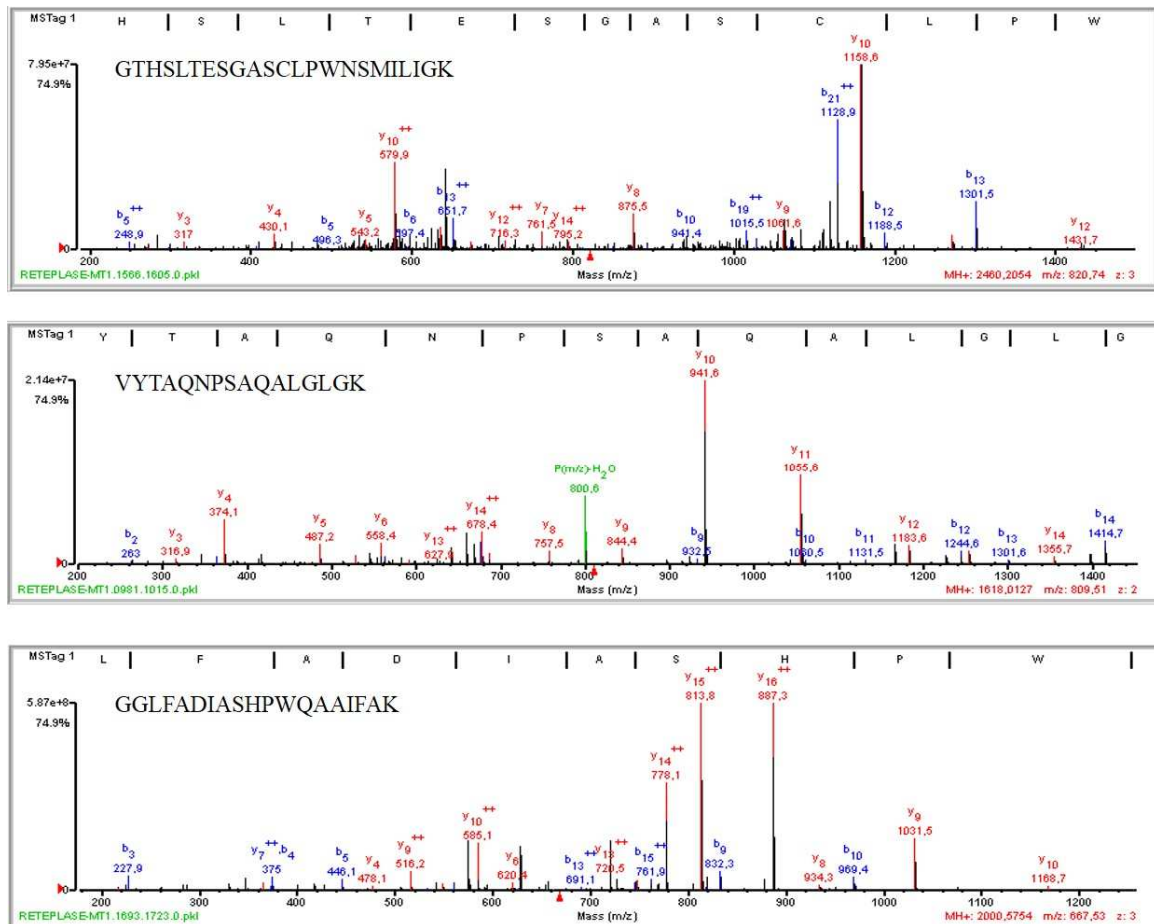 MSTag 1 H S L T E S G A S C L P W
7.95e+7
74.9%
GTHSLTESGASCLPWNSMILIGK
b5++ 248,9
y3 317
y4 430,1
b5 496,3
y5 543,2
y10++ 579,9
b6 597,4
b13++ 651,7
y12++ 716,3
y7 761,5
y14++ 795,2
y8 875,5
b10 941,4
b19++ 1015,5
y9 1061,6
b21++ 1128,9
y10 1158,6
b12 1188,5
b13 1301,5
y12 1431,7
0
200 400 600 800 1000 1200 1400
Mass (m/z)
RETEPLASE-MT1.1566.1605.0.pkl
MH+: 2460,2054 m/z: 820,74 z: 3
MSTag 1 Y T A Q N P S A Q A L G L G
2.14e+7
74.9%
VYTAQNPSAQALGLGK
b2 263
y3 316,9
y4 374,1
y5 487,2
y6 558,4
y13++ 627,1
y14++ 678,4
y8 757,5
P(m/z)-H2O 800,6
y9 844,4
b9 932,5
y10 941,6
y11 1055,6
b10 1060,5
b11 1131,5
y12 1183,6
b12 1244,6
b13 1301,6
y14 1355,7
b14 1414,7
0
200 300 400 500 600 700 800 900 1000 1100 1200 1300 1400
Mass (m/z)
RETEPLASE-MT1.0981.1015.0.pkl
MH+: 1618,0127 m/z: 809,51 z: 2
MSTag 1 L F A D I A S H P W
5.87e+8
74.9%
GGLFADIASHPWQAAIFAK
b3 227,9
y7++,b4 375
b5 446,1
y4 478,1
y9++ 516,2
y10++ 585,1
y6 620,4
b13++ 691,1
y13++ 720,5
b15++ 761,9
y14++ 778,1
y15++ 813,8
b9 832,3
y16++ 887,3
y8 934,3
b10 969,4
y9 1031,5
y10 1168,7
0
200 300 400 500 600 700 800 900 1000 1100 1200
Mass (m/z)
RETEPLASE-MT1.1693.1723.0.pkl
MH+: 2000,5754 m/z: 667,53 z: 3